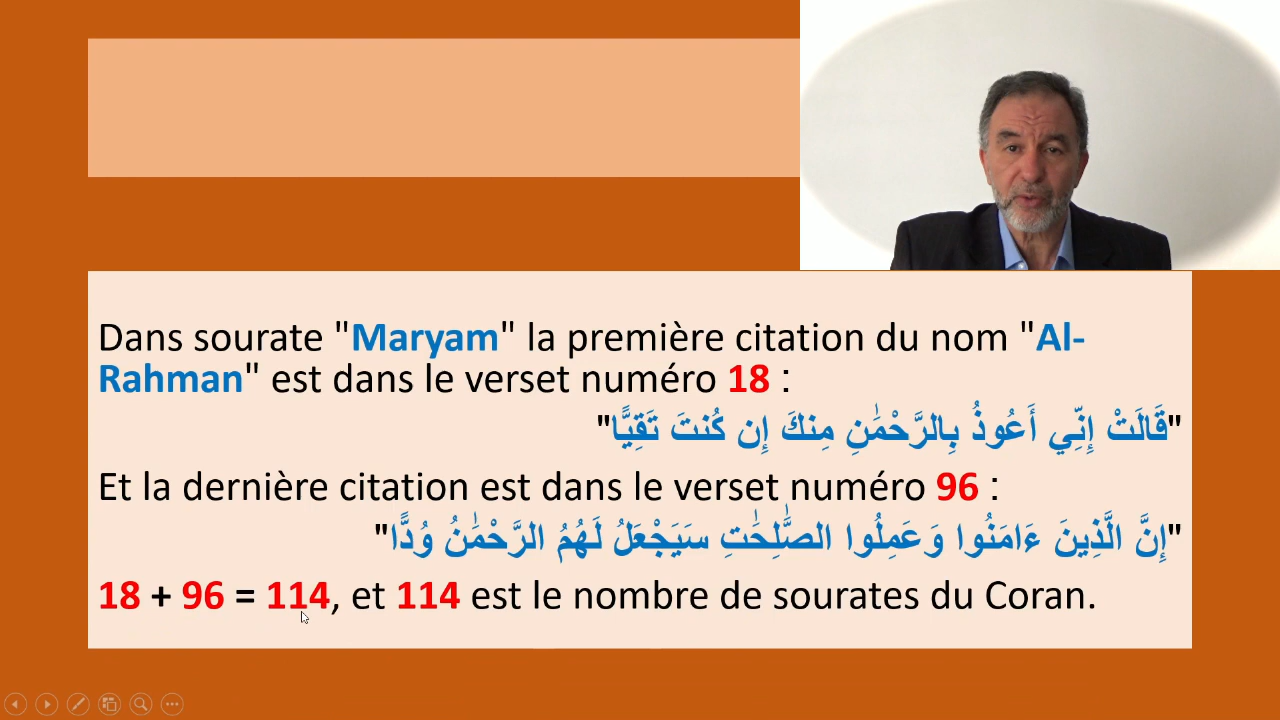 Dans sourate "Maryam" la première citation du nom "Al-
Rahman" est dans le verset numéro 18 :
"قَالَتْ إِنِّي أَعُوذُ بِالرَّحْمَٰنِ مِنكَ إِن كُنتَ تَقِيًّا"
Et la dernière citation est dans le verset numéro 96 :
"إِنَّ الَّذِينَ ءَامَنُوا وَعَمِلُوا الصَّٰلِحَٰتِ سَيَجْعَلُ لَهُمُ الرَّحْمَٰنُ وُدًّا"
18 + 96 = 114, et 114 est le nombre de sourates du Coran.